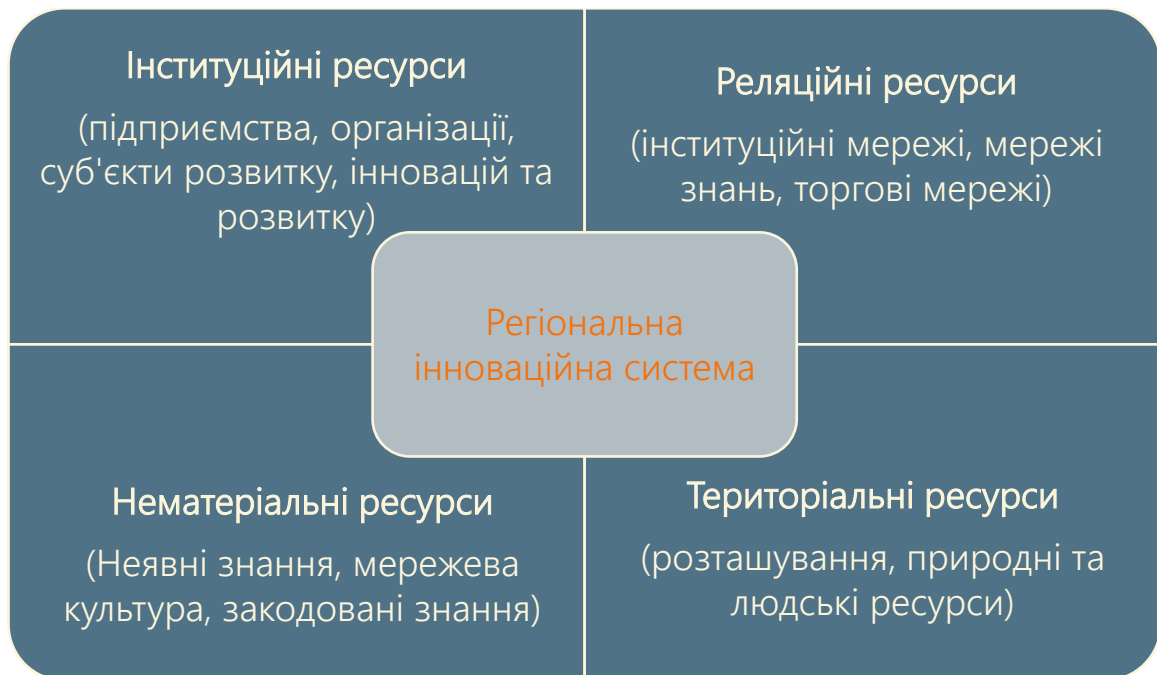 Інституційні ресурси
(підприємства, організації,
суб'єкти розвитку, інновацій та
розвитку)
Реляційні ресурси
(інституційні мережі, мережі
знань, торгові мережі)
Регіональна
інноваційна система
Нематеріальні ресурси
(Неявні знання, мережева
культура, закодовані знання)
Територіальні ресурси
(розташування, природні та
людські ресурси)